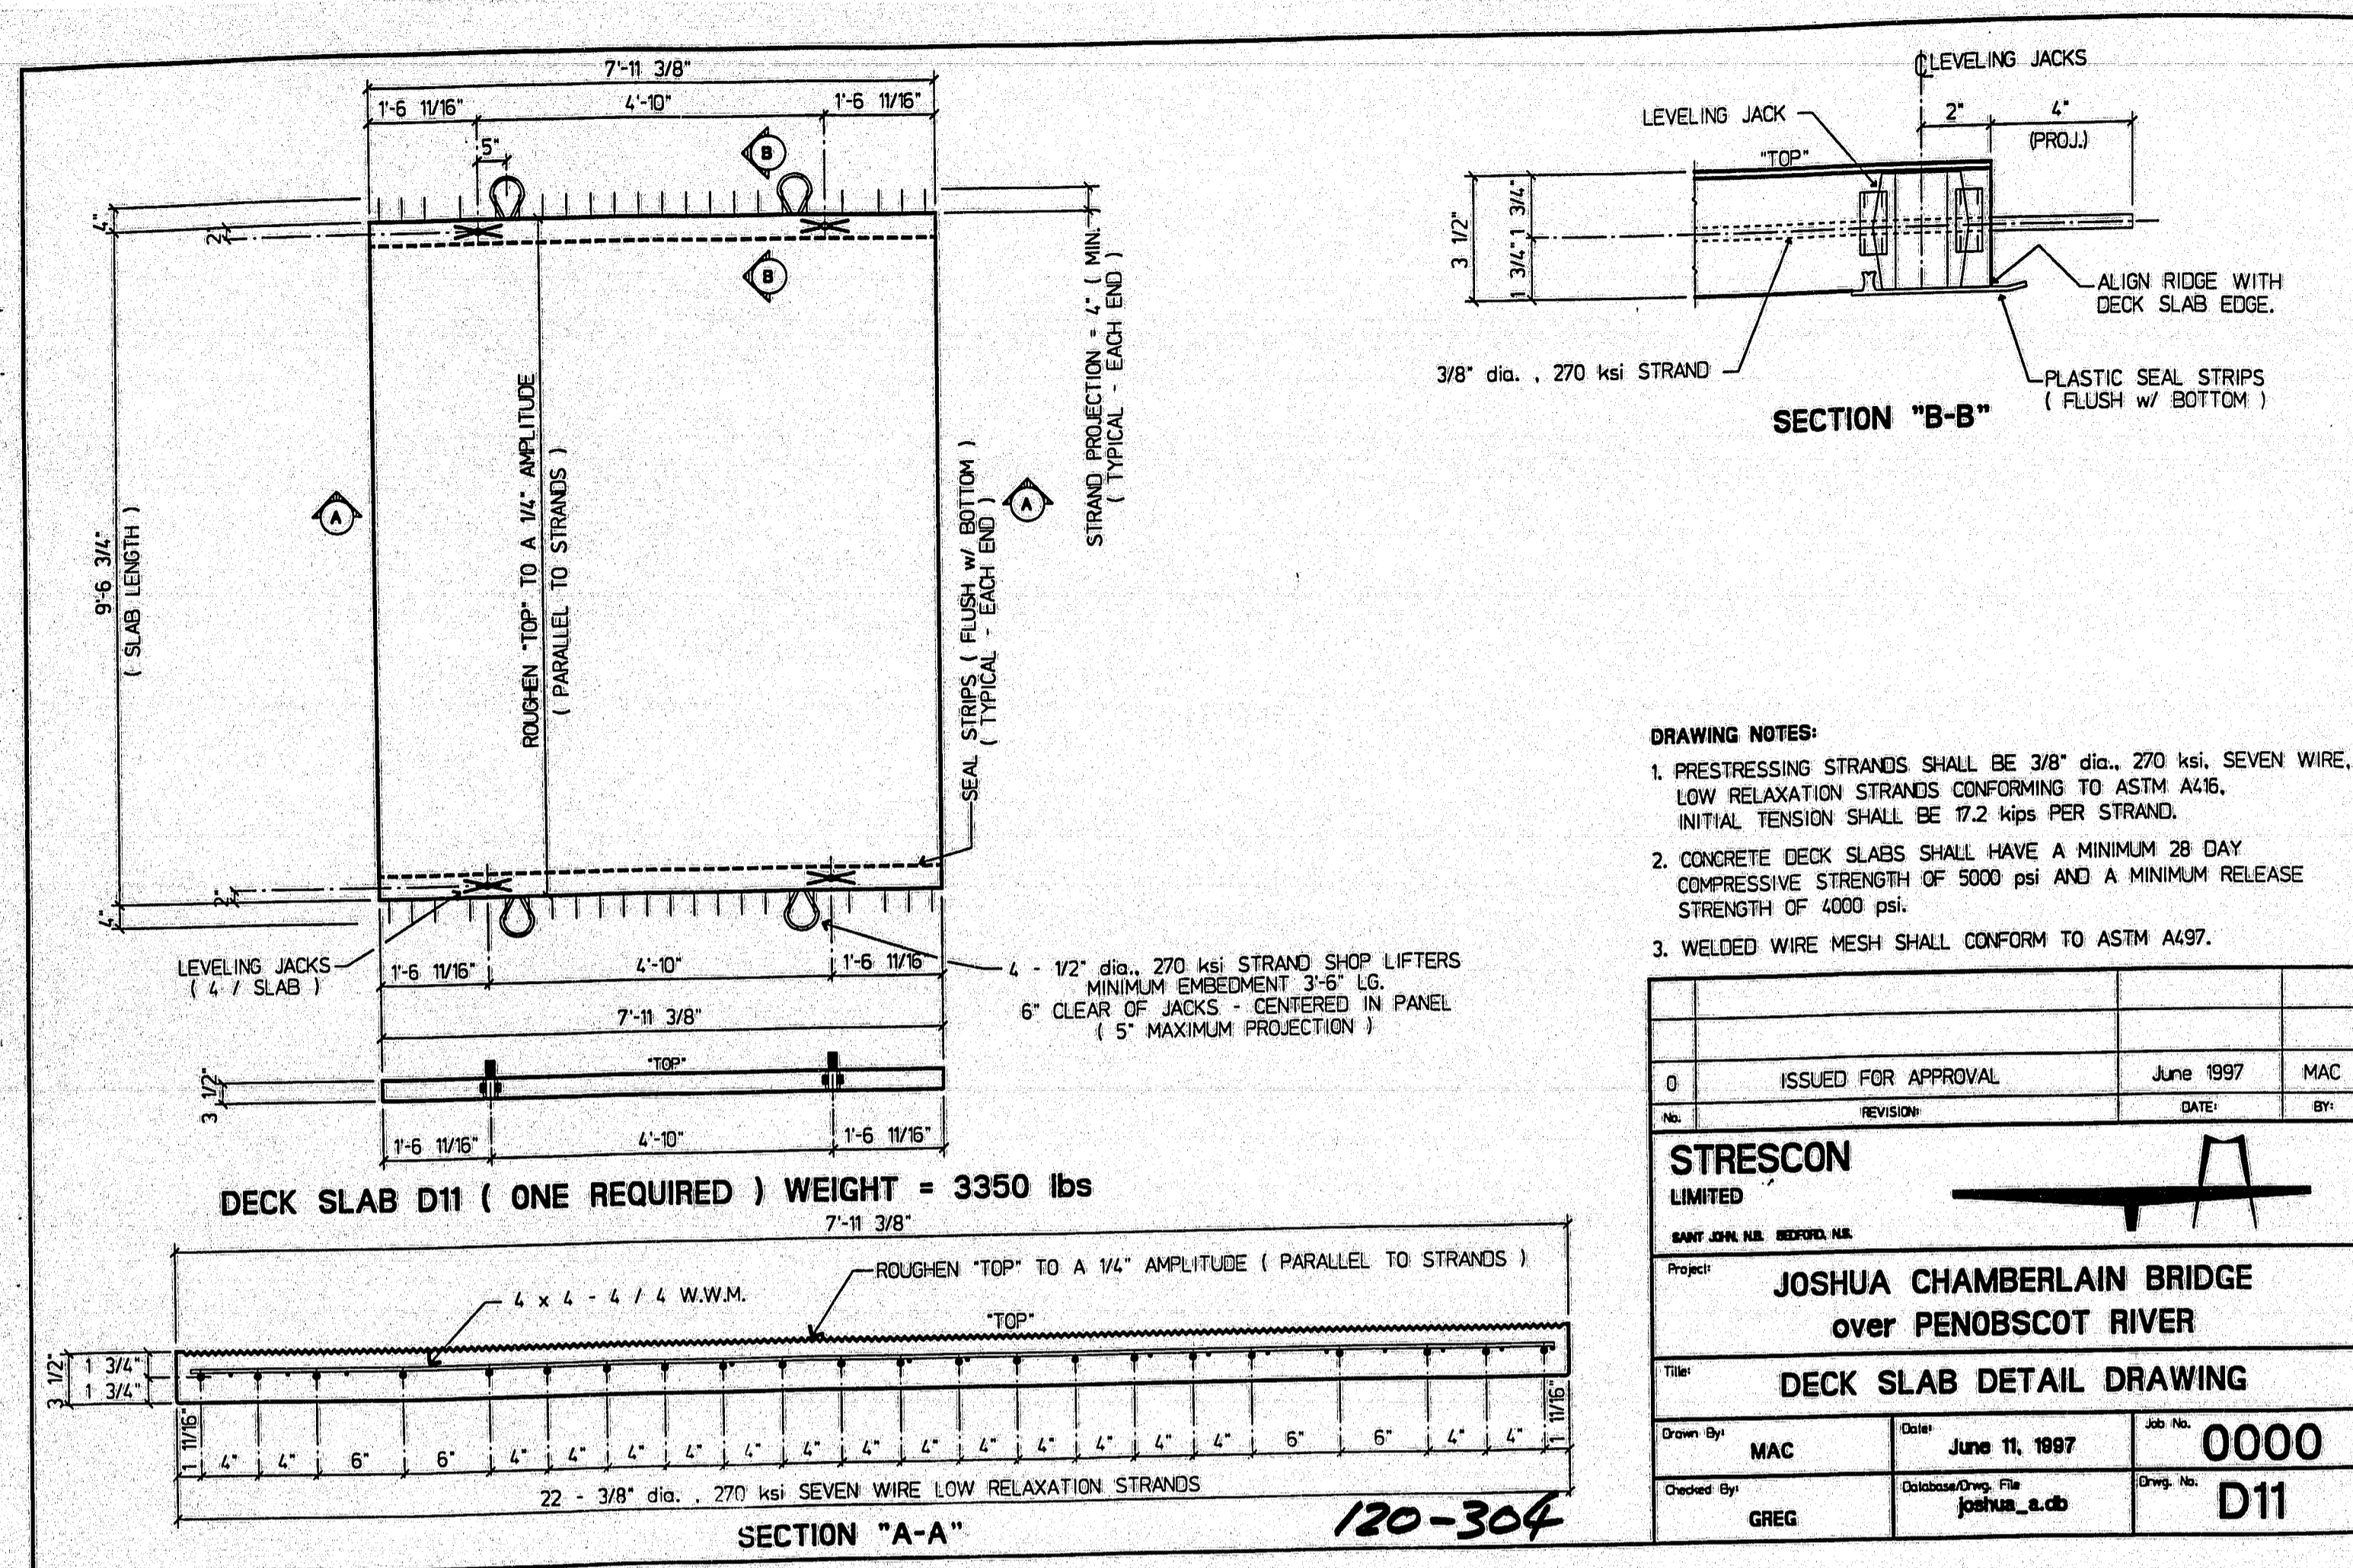 7'-11 3/8"
1'-6 11/16"
4'-10"
1'-6 11/16"
5"
B
4"
2"
B
9'-6 3/4"
( SLAB LENGTH )
A
ROUGHEN "TOP" TO A 1/4" AMPLITUDE
( PARALLEL TO STRANDS )
SEAL STRIPS ( FLUSH w/ BOTTOM )
( TYPICAL - EACH END )
A
STRAND PROJECTION = 4" ( MIN. )
( TYPICAL - EACH END )
2"
4"
LEVELING JACKS
( 4 / SLAB )
1'-6 11/16"
4'-10"
1'-6 11/16"
7'-11 3/8"
4 - 1/2" dia., 270 ksi STRAND SHOP LIFTERS
MINIMUM EMBEDMENT 3'-6" LG.
6" CLEAR OF JACKS - CENTERED IN PANEL
( 5" MAXIMUM PROJECTION )
"TOP"
3 1/2"
1'-6 11/16"
4'-10"
1'-6 11/16"
DECK SLAB D11 ( ONE REQUIRED ) WEIGHT = 3350 lbs
7'-11 3/8"
ROUGHEN "TOP" TO A 1/4" AMPLITUDE ( PARALLEL TO STRANDS )
4 x 4 - 4 / 4 W.W.M.
"TOP"
3 1/2"
1 3/4"
1 3/4"
1 11/16" 4" 4" 6" 6" 4" 4" 4" 4" 4" 4" 4" 4" 4" 4" 4" 4" 4" 6" 6" 4" 4" 1 11/16"
22 - 3/8" dia. , 270 ksi SEVEN WIRE LOW RELAXATION STRANDS
SECTION "A-A"
120-304
℄ LEVELING JACKS
LEVELING JACK
2"
4"
(PROJ.)
"TOP"
3 1/2"
1 3/4"
1 3/4"
ALIGN RIDGE WITH
DECK SLAB EDGE.
3/8" dia. , 270 ksi STRAND
PLASTIC SEAL STRIPS
( FLUSH w/ BOTTOM )
SECTION "B-B"
DRAWING NOTES:
1. PRESTRESSING STRANDS SHALL BE 3/8" dia., 270 ksi, SEVEN WIRE,
LOW RELAXATION STRANDS CONFORMING TO ASTM A416.
INITIAL TENSION SHALL BE 17.2 kips PER STRAND.
2. CONCRETE DECK SLABS SHALL HAVE A MINIMUM 28 DAY
COMPRESSIVE STRENGTH OF 5000 psi AND A MINIMUM RELEASE
STRENGTH OF 4000 psi.
3. WELDED WIRE MESH SHALL CONFORM TO ASTM A497.
0 ISSUED FOR APPROVAL June 1997 MAC
No. REVISION: DATE: BY:
STRESCON
LIMITED
SAINT JOHN, N.B. BEDFORD, N.S.
Project:
JOSHUA CHAMBERLAIN BRIDGE
over PENOBSCOT RIVER
Title:
DECK SLAB DETAIL DRAWING
Drawn By: MAC
Date: June 11, 1997
Job No. 0000
Checked By: GREG
Database/Drwg. File joshua_a.db
Drwg. No. D11